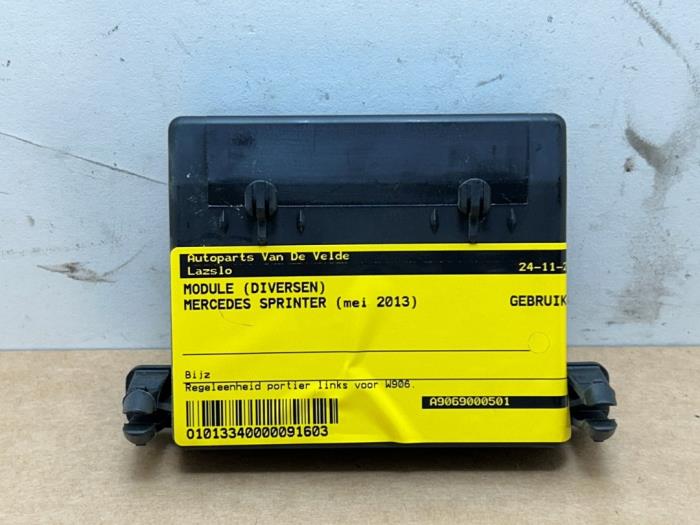 Autoparts Van De Velde
Lazslo 24-11-2
MODULE (DIVERSEN)
MERCEDES SPRINTER (mei 2013) GEBRUIK
Bijz
Regeleenheid portier links voor W906.
A9069000501
01013340000091603